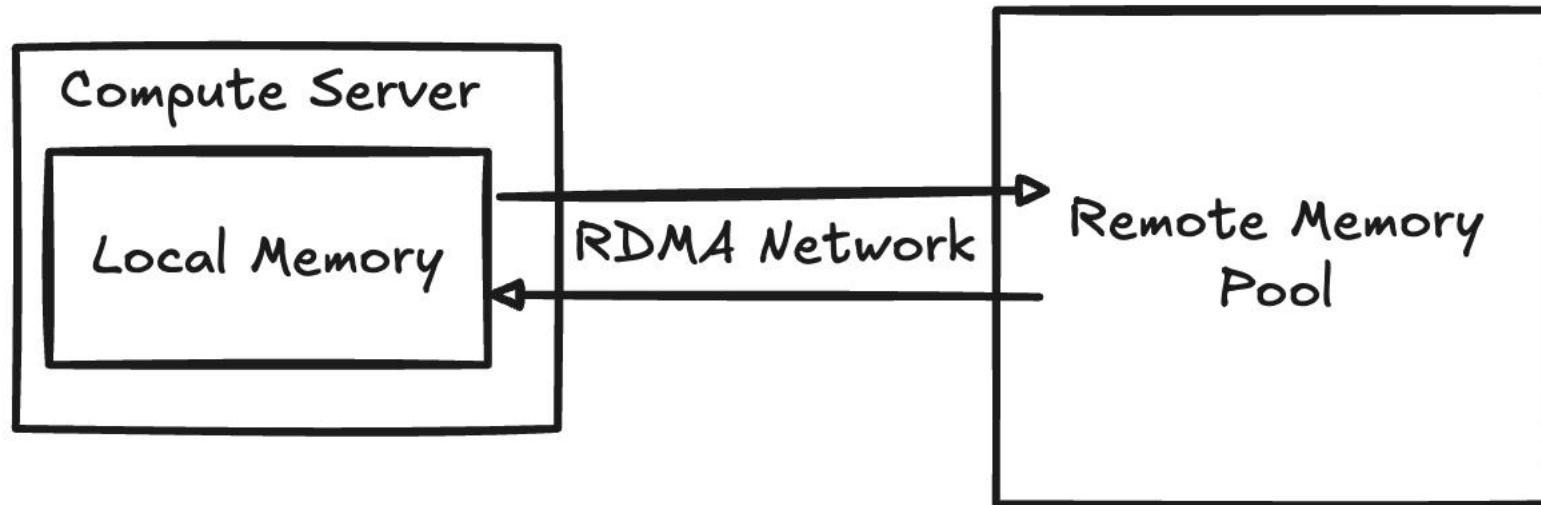 Compute Server
Local Memory
RDMA Network
Remote Memory
Pool